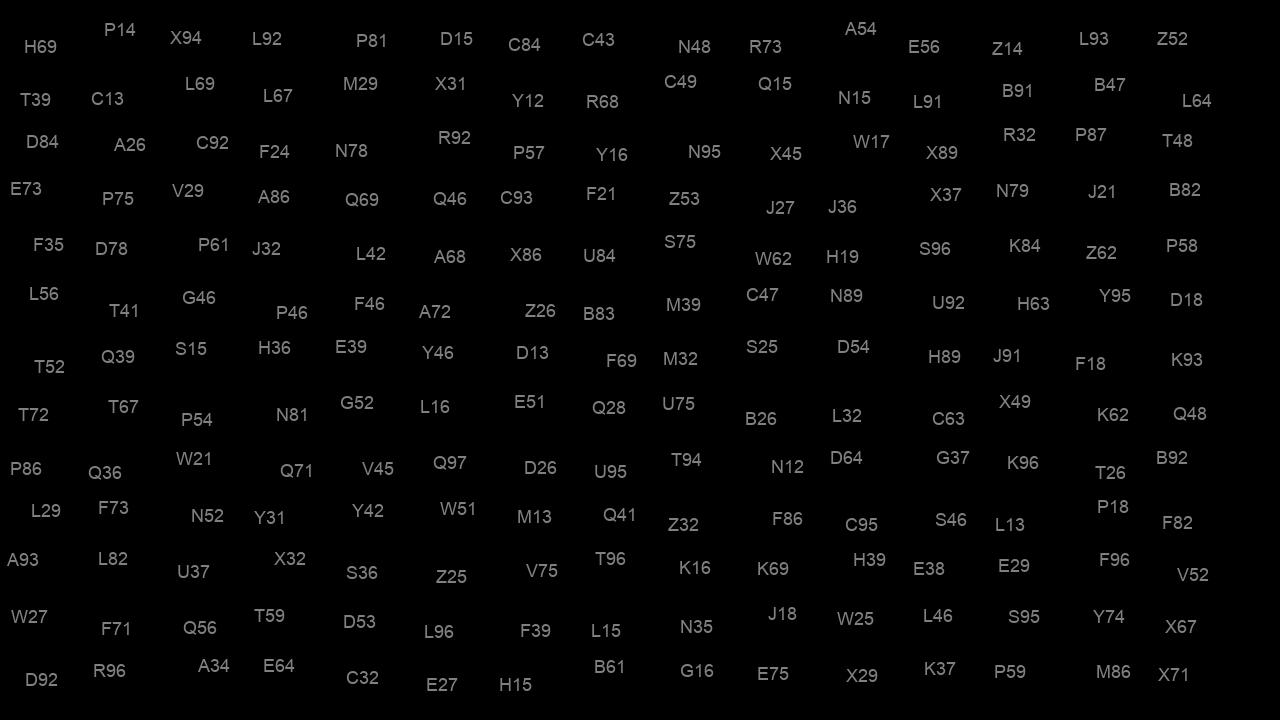 H69 P14 X94 L92 P81 D15 C84 C43 N48 R73 A54 E56 Z14 L93 Z52
T39 C13 L69 L67 M29 X31 Y12 R68 C49 Q15 N15 L91 B91 B47 L64
D84 A26 C92 F24 N78 R92 P57 Y16 N95 X45 W17 X89 R32 P87 T48
E73 P75 V29 A86 Q69 Q46 C93 F21 Z53 J27 J36 X37 N79 J21 B82
F35 D78 P61 J32 L42 A68 X86 U84 S75 W62 H19 S96 K84 Z62 P58
L56 T41 G46 P46 F46 A72 Z26 B83 M39 C47 N89 U92 H63 Y95 D18
T52 Q39 S15 H36 E39 Y46 D13 F69 M32 S25 D54 H89 J91 F18 K93
T72 T67 P54 N81 G52 L16 E51 Q28 U75 B26 L32 C63 X49 K62 Q48
P86 Q36 W21 Q71 V45 Q97 D26 U95 T94 N12 D64 G37 K96 T26 B92
L29 F73 N52 Y31 Y42 W51 M13 Q41 Z32 F86 C95 S46 L13 P18 F82
A93 L82 U37 X32 S36 Z25 V75 T96 K16 K69 H39 E38 E29 F96 V52
W27 F71 Q56 T59 D53 L96 F39 L15 N35 J18 W25 L46 S95 Y74 X67
D92 R96 A34 E64 C32 E27 H15 B61 G16 E75 X29 K37 P59 M86 X71